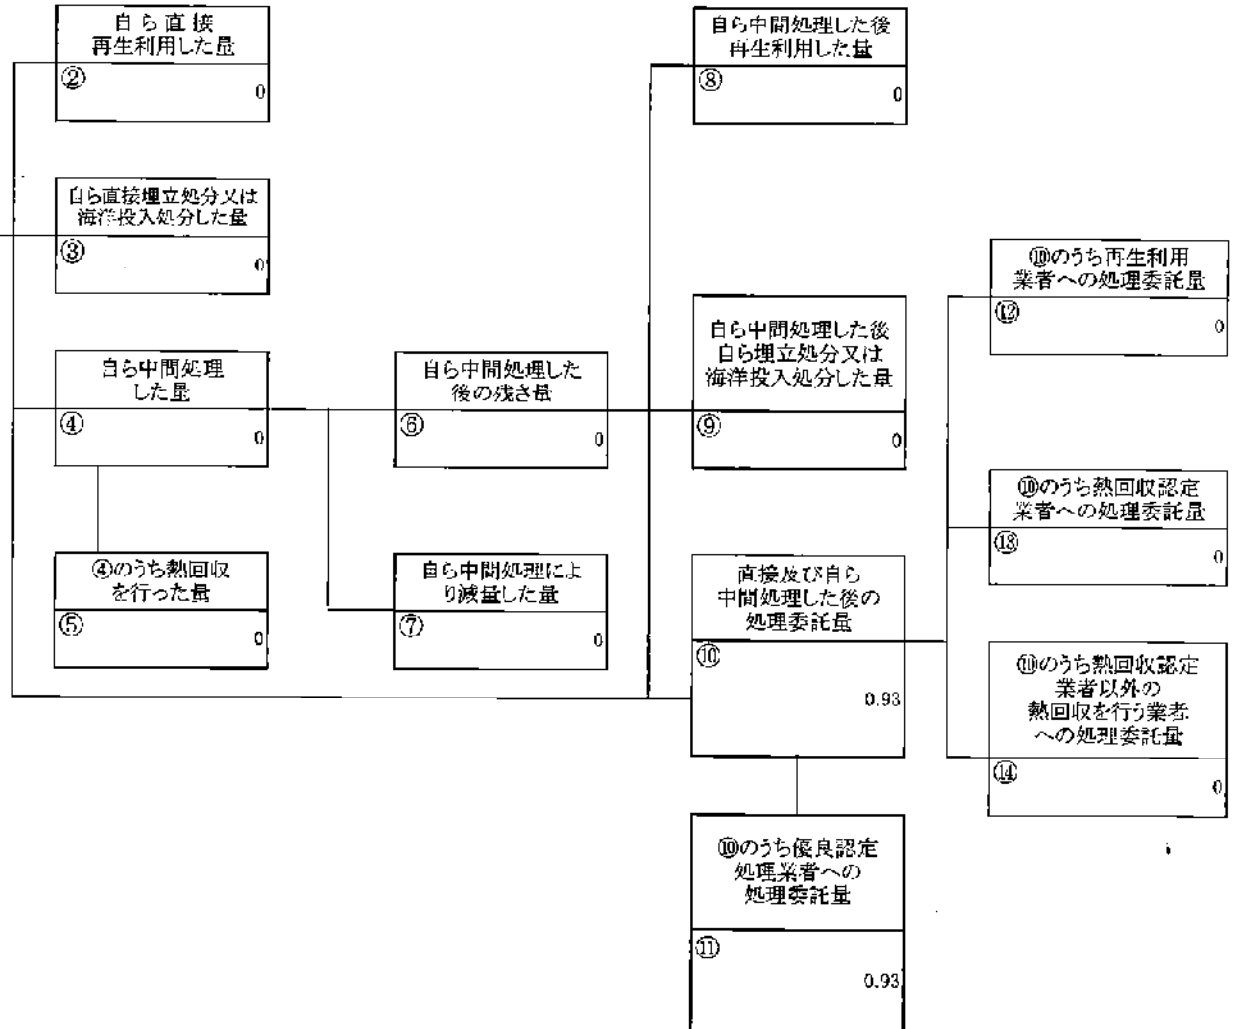 自ら直接
再生利用した量
②
0
自ら直接埋立処分又は
海洋投入処分した量
③
0
自ら中間処理
した量
④
0
④のうち熱回収
を行った量
⑤
0
自ら中間処理した
後の残さ量
⑥
0
自ら中間処理によ
り減量した量
⑦
0
自ら中間処理した後
再生利用した量
⑧
0
自ら中間処理した後
自ら埋立処分又は
海洋投入処分した量
⑨
0
直接及び自ら
中間処理した後の
処理委託量
⑩
0.93
⑩のうち優良認定
処理業者への
処理委託量
⑪
0.93
⑩のうち再生利用
業者への処理委託量
⑫
0
⑩のうち熱回収認定
業者への処理委託量
⑬
0
⑩のうち熱回収認定
業者以外の
熱回収を行う業者
への処理委託量
⑭
0